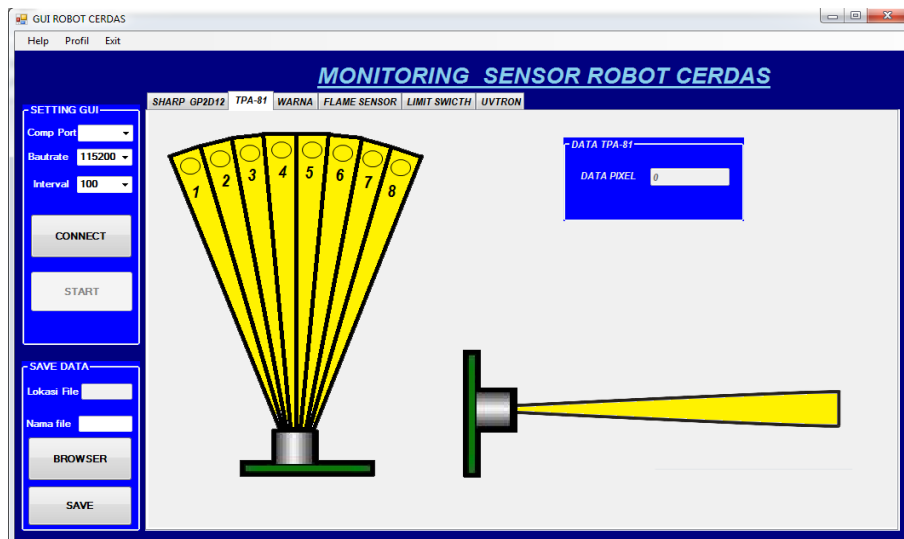 GUI ROBOT CERDAS
Help Profil Exit
MONITORING SENSOR ROBOT CERDAS
SHARP GP2D12 TPA-81 WARNA FLAME SENSOR LIMIT SWICTH UVTRON
SETTING GUI
Comp Port
Bautrate 115200
Interval 100
CONNECT
START
SAVE DATA
Lokasi File
Nama file
BROWSER
SAVE
1 2 3 4 5 6 7 8
DATA TPA-81
DATA PIXEL 0